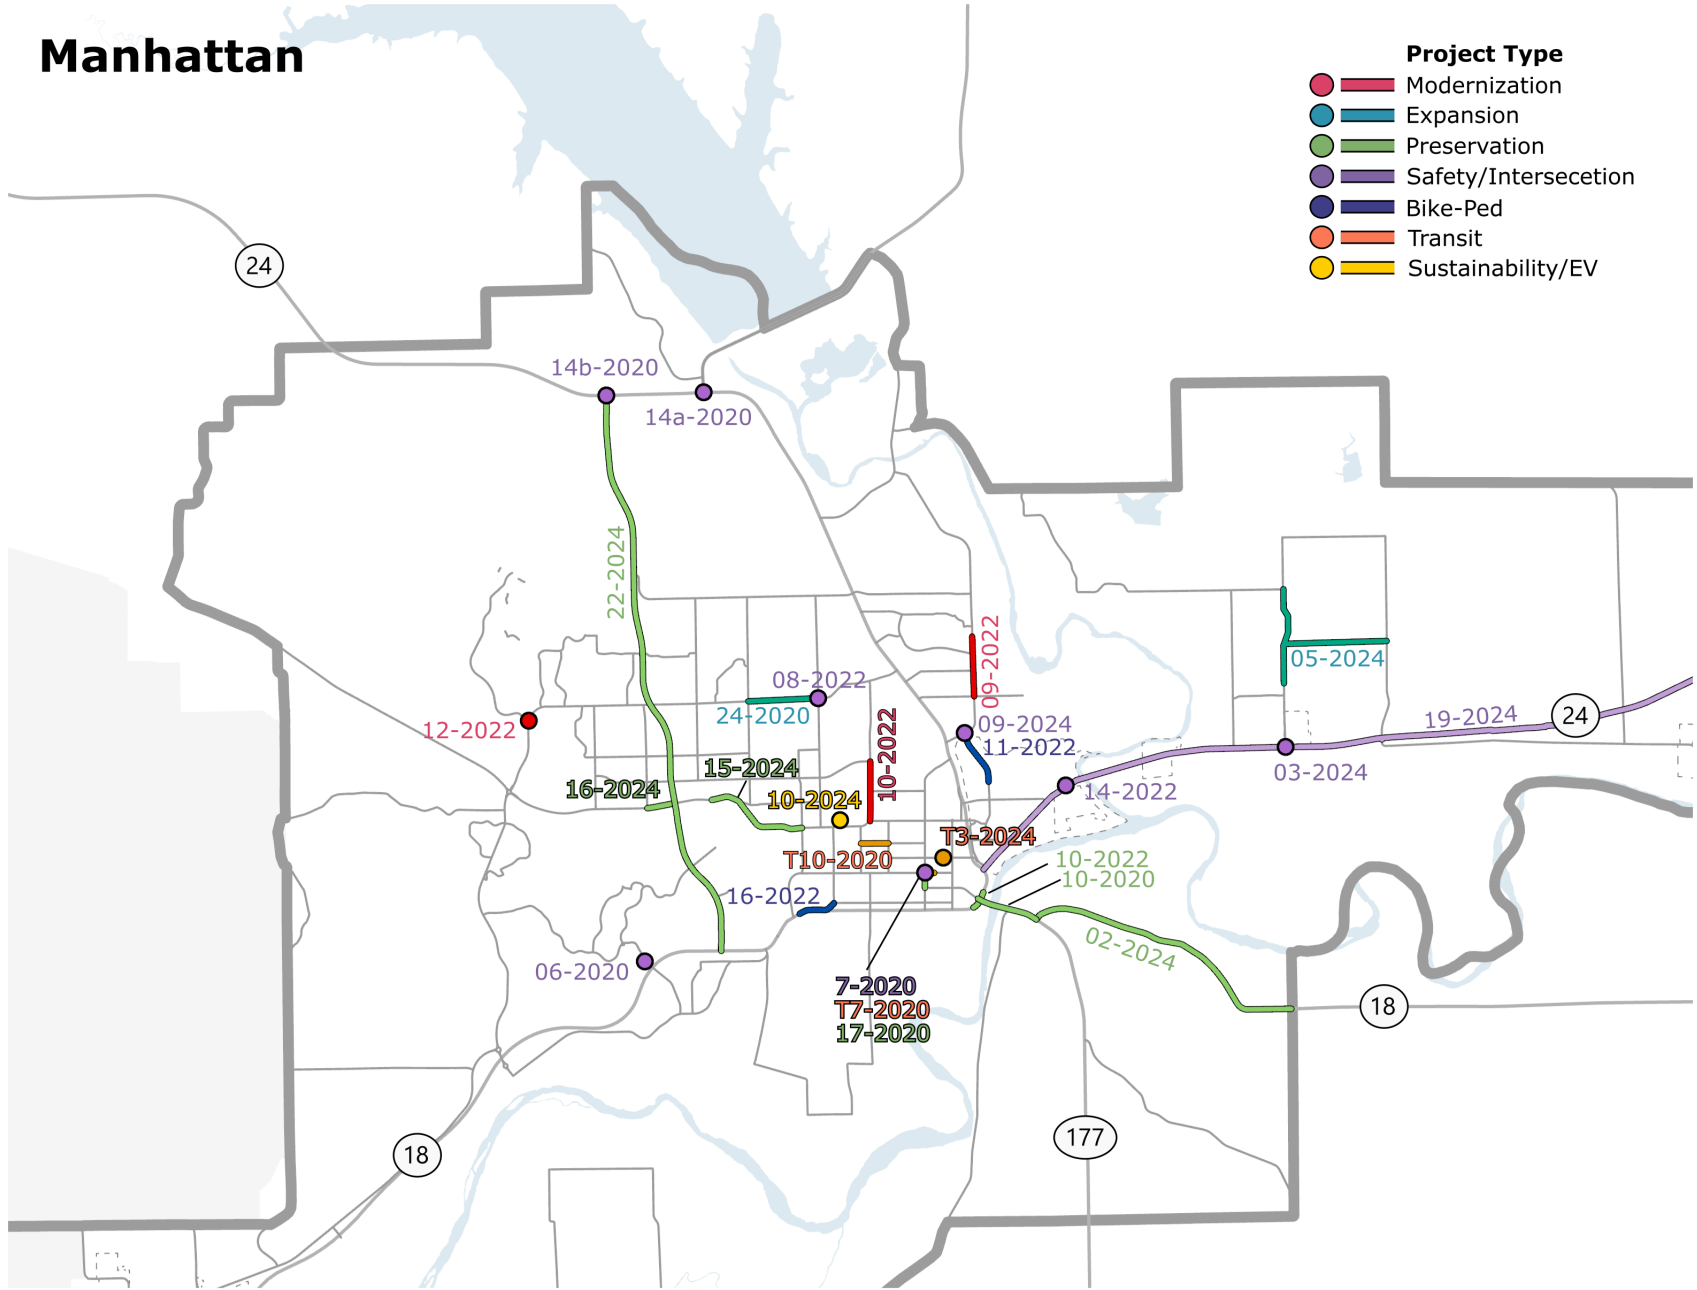 Manhattan
Project Type
Modernization
Expansion
Preservation
Safety/Intersecetion
Bike-Ped
Transit
Sustainability/EV
24
14b-2020
14a-2020
22-2024
09-2022
05-2024
08-2022
24-2020
12-2022
10-2022
09-2024
11-2022
19-2024
24
03-2024
15-2024
16-2024
10-2024
14-2022
T3-2024
T10-2020
10-2022
10-2020
16-2022
02-2024
06-2020
7-2020
T7-2020
17-2020
18
177
18